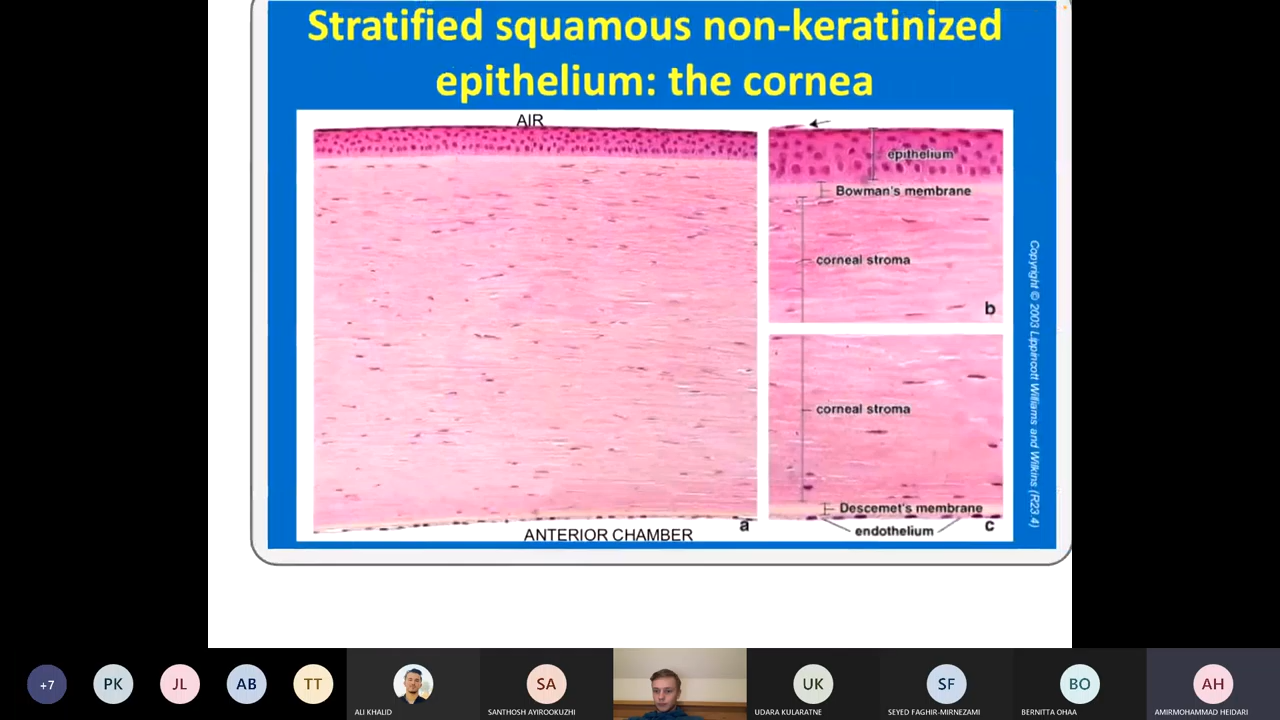 Stratified squamous non-keratinized
epithelium: the cornea
AIR
epithelium
Bowman's membrane
corneal stroma
b
corneal stroma
Descemet's membrane
endothelium
c
a
ANTERIOR CHAMBER
Copyright © 2003 Lippincott Williams and Wilkins (R23.4)
+7
PK
JL
AB
TT
ALI KHALID
SA
SANTHOSH AYIROOKUZHI
UK
UDARA KULARATNE
SF
SEYED FAGHIR-MIRNEZAMI
BO
BERNITTA OHAA
AH
AMIRMOHAMMAD HEIDARI